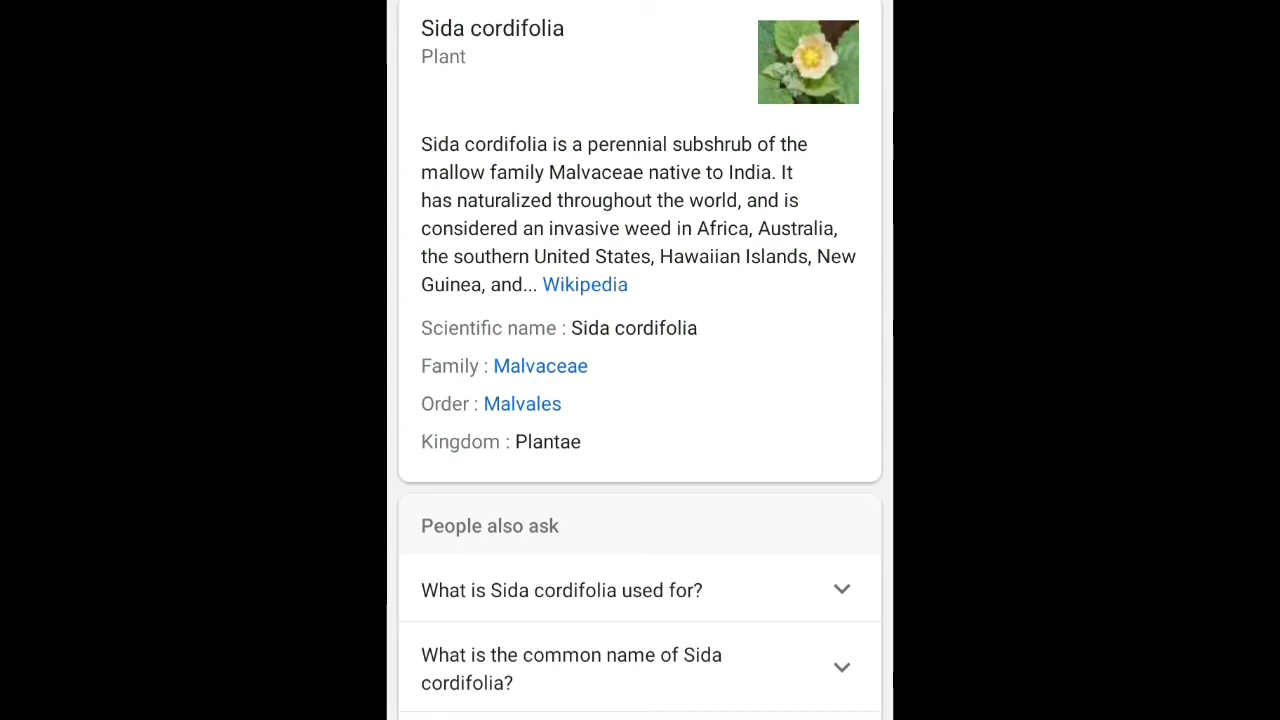 Sida cordifolia
Plant
Sida cordifolia is a perennial subshrub of the
mallow family Malvaceae native to India. It
has naturalized throughout the world, and is
considered an invasive weed in Africa, Australia,
the southern United States, Hawaiian Islands, New
Guinea, and... Wikipedia
Scientific name : Sida cordifolia
Family : Malvaceae
Order : Malvales
Kingdom : Plantae
People also ask
What is Sida cordifolia used for?
What is the common name of Sida
cordifolia?